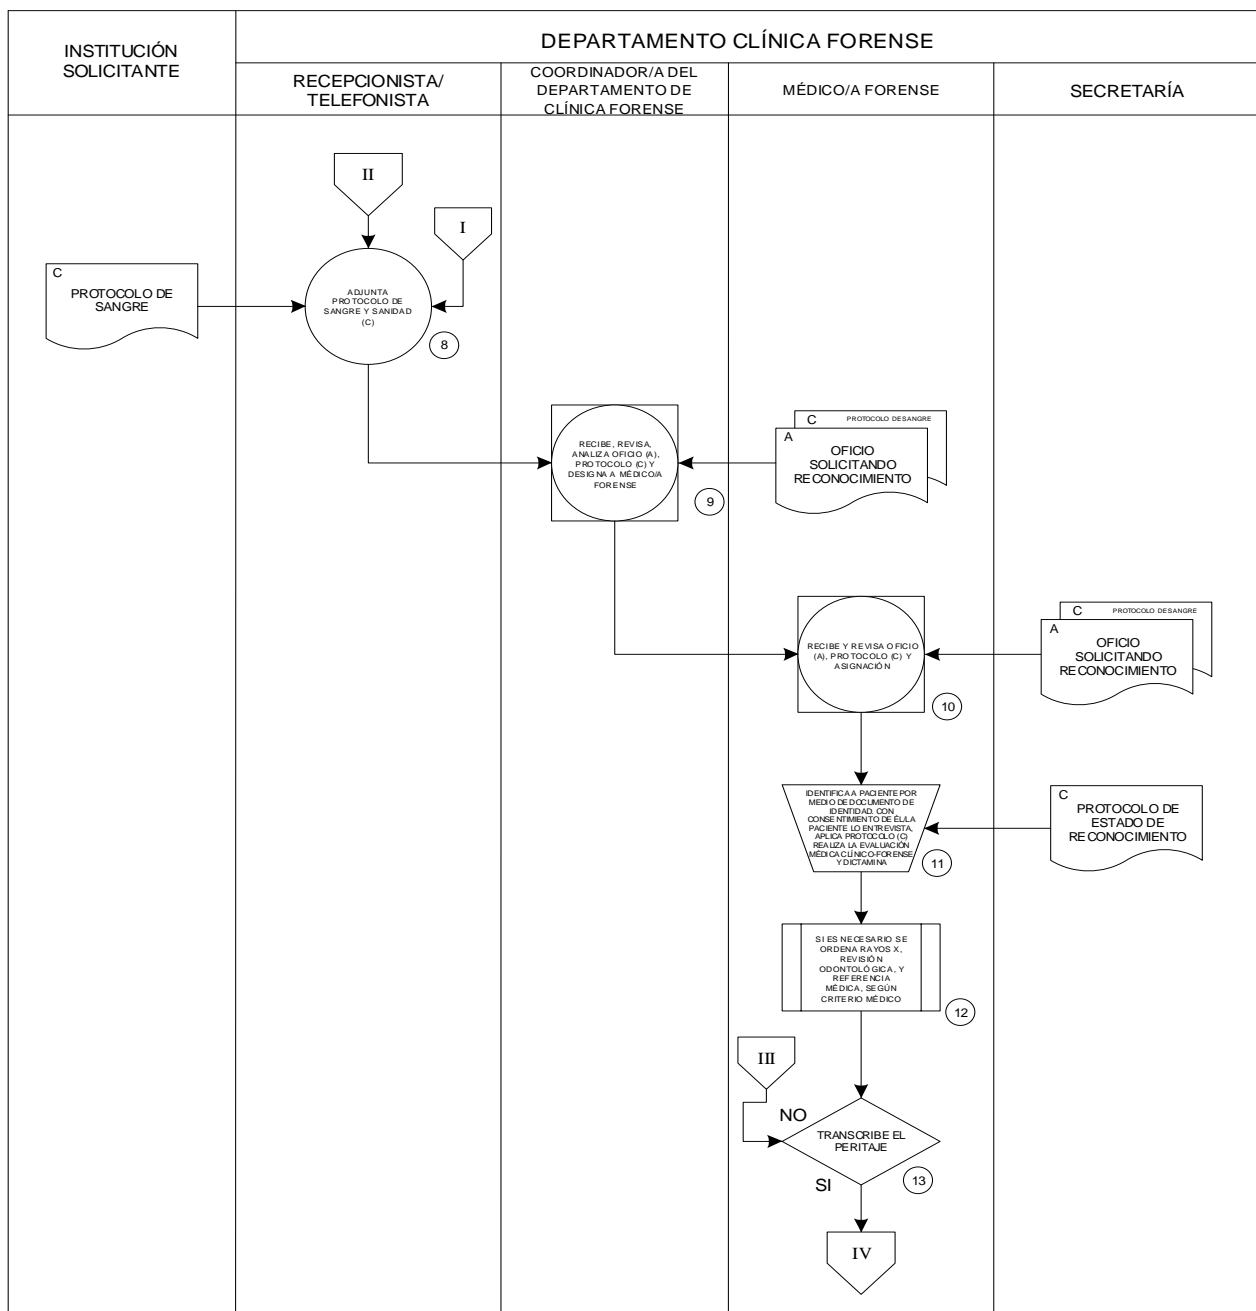 INSTITUCIÓN
SOLICITANTE
DEPARTAMENTO CLÍNICA FORENSE
RECEPCIONISTA/
TELEFONISTA
COORDINADOR/A DEL
DEPARTAMENTO DE
CLÍNICA FORENSE
MÉDICO/A FORENSE
SECRETARÍA
II
I
C
PROTOCOLO DE
SANGRE
ADJUNTA
PROTOCOLO DE
SANGRE Y SANIDAD
(C)
8
RECIBE, REVISA,
ANALIZA OFICIO (A),
PROTOCOLO (C) Y
DESIGNA A MÉDICO/A
FORENSE
9
C
PROTOCOLO DE SANGRE
A
OFICIO
SOLICITANDO
RECONOCIMIENTO
RECIBE Y REVISA OFICIO
(A), PROTOCOLO (C) Y
ASIGNACIÓN
10
C
PROTOCOLO DE SANGRE
A
OFICIO
SOLICITANDO
RECONOCIMIENTO
IDENTIFICA A PACIENTE POR
MEDIO DE DOCUMENTO DE
IDENTIDAD. CON
CONSENTIMIENTO DE ÉL/LA
PACIENTE LO ENTREVISTA,
APLICA PROTOCOLO (C)
REALIZA LA EVALUACIÓN
MÉDICA CLÍNICO-FORENSE
Y DICTAMINA
11
C
PROTOCOLO DE
ESTADO DE
RECONOCIMIENTO
SI ES NECESARIO SE
ORDENA RAYOS X,
REVISIÓN
ODONTOLÓGICA, Y
REFERENCIA
MÉDICA, SEGÚN
CRITERIO MÉDICO
12
III
NO
TRANSCRIBE EL
PERITAJE
SI
13
IV